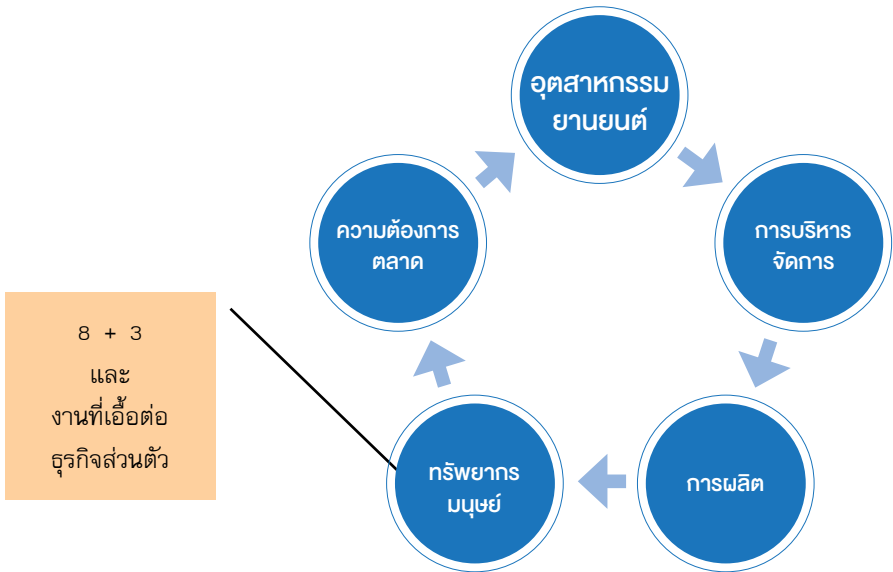 อุตสาหกรรม
ยานยนต์
การบริหาร
จัดการ
การผลิต
ทรัพยากร
มนุษย์
ความต้องการ
ตลาด
8 + 3
และ
งานที่เอื้อต่อ
ธุรกิจส่วนตัว